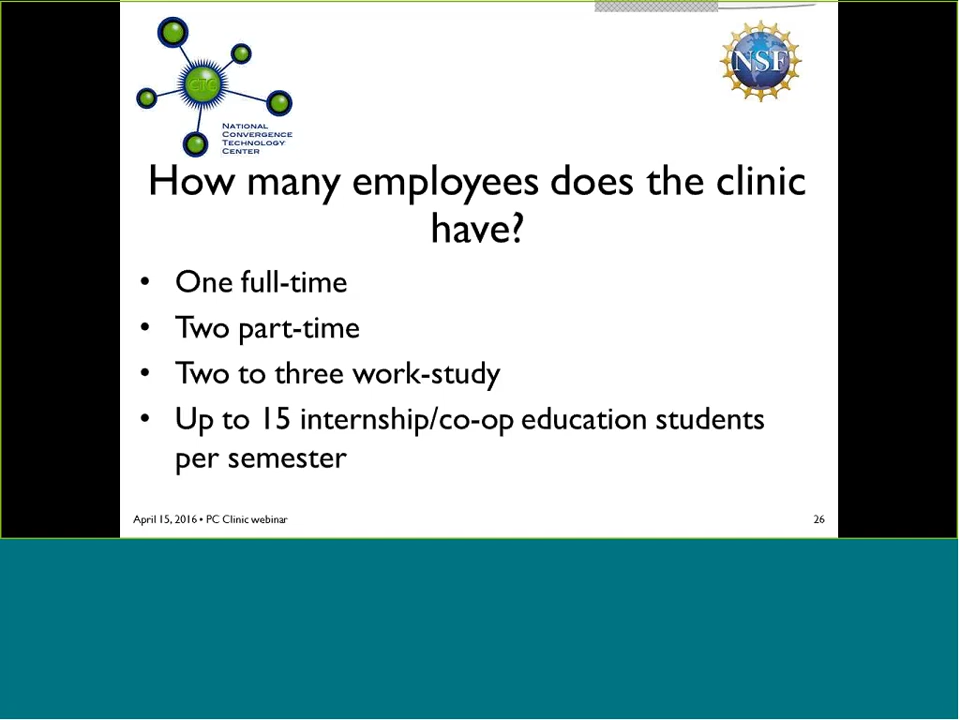 CTC
NSF
National
Convergence
Technology
Center
How many employees does the clinic
have?
• One full-time
• Two part-time
• Two to three work-study
• Up to 15 internship/co-op education students
per semester
April 15, 2016 • PC Clinic webinar
26